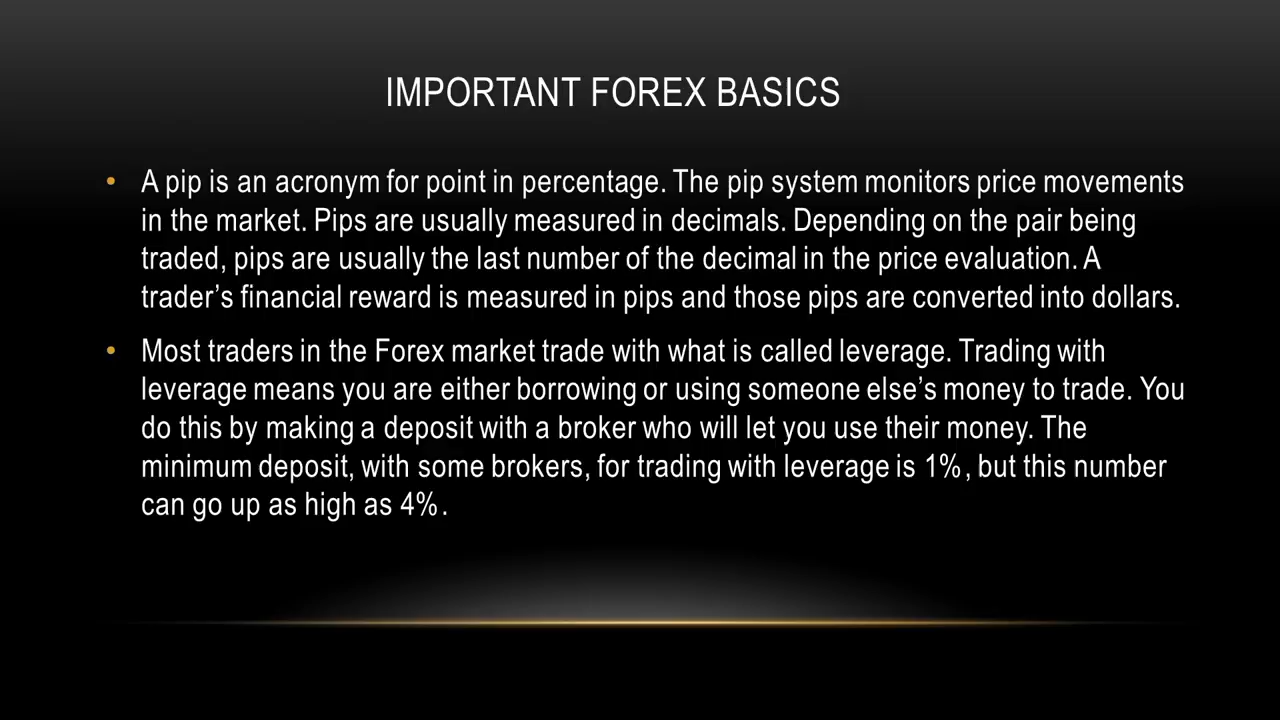 IMPORTANT FOREX BASICS
• A pip is an acronym for point in percentage. The pip system monitors price movements
in the market. Pips are usually measured in decimals. Depending on the pair being
traded, pips are usually the last number of the decimal in the price evaluation. A
trader’s financial reward is measured in pips and those pips are converted into dollars.
• Most traders in the Forex market trade with what is called leverage. Trading with
leverage means you are either borrowing or using someone else’s money to trade. You
do this by making a deposit with a broker who will let you use their money. The
minimum deposit, with some brokers, for trading with leverage is 1%, but this number
can go up as high as 4%.